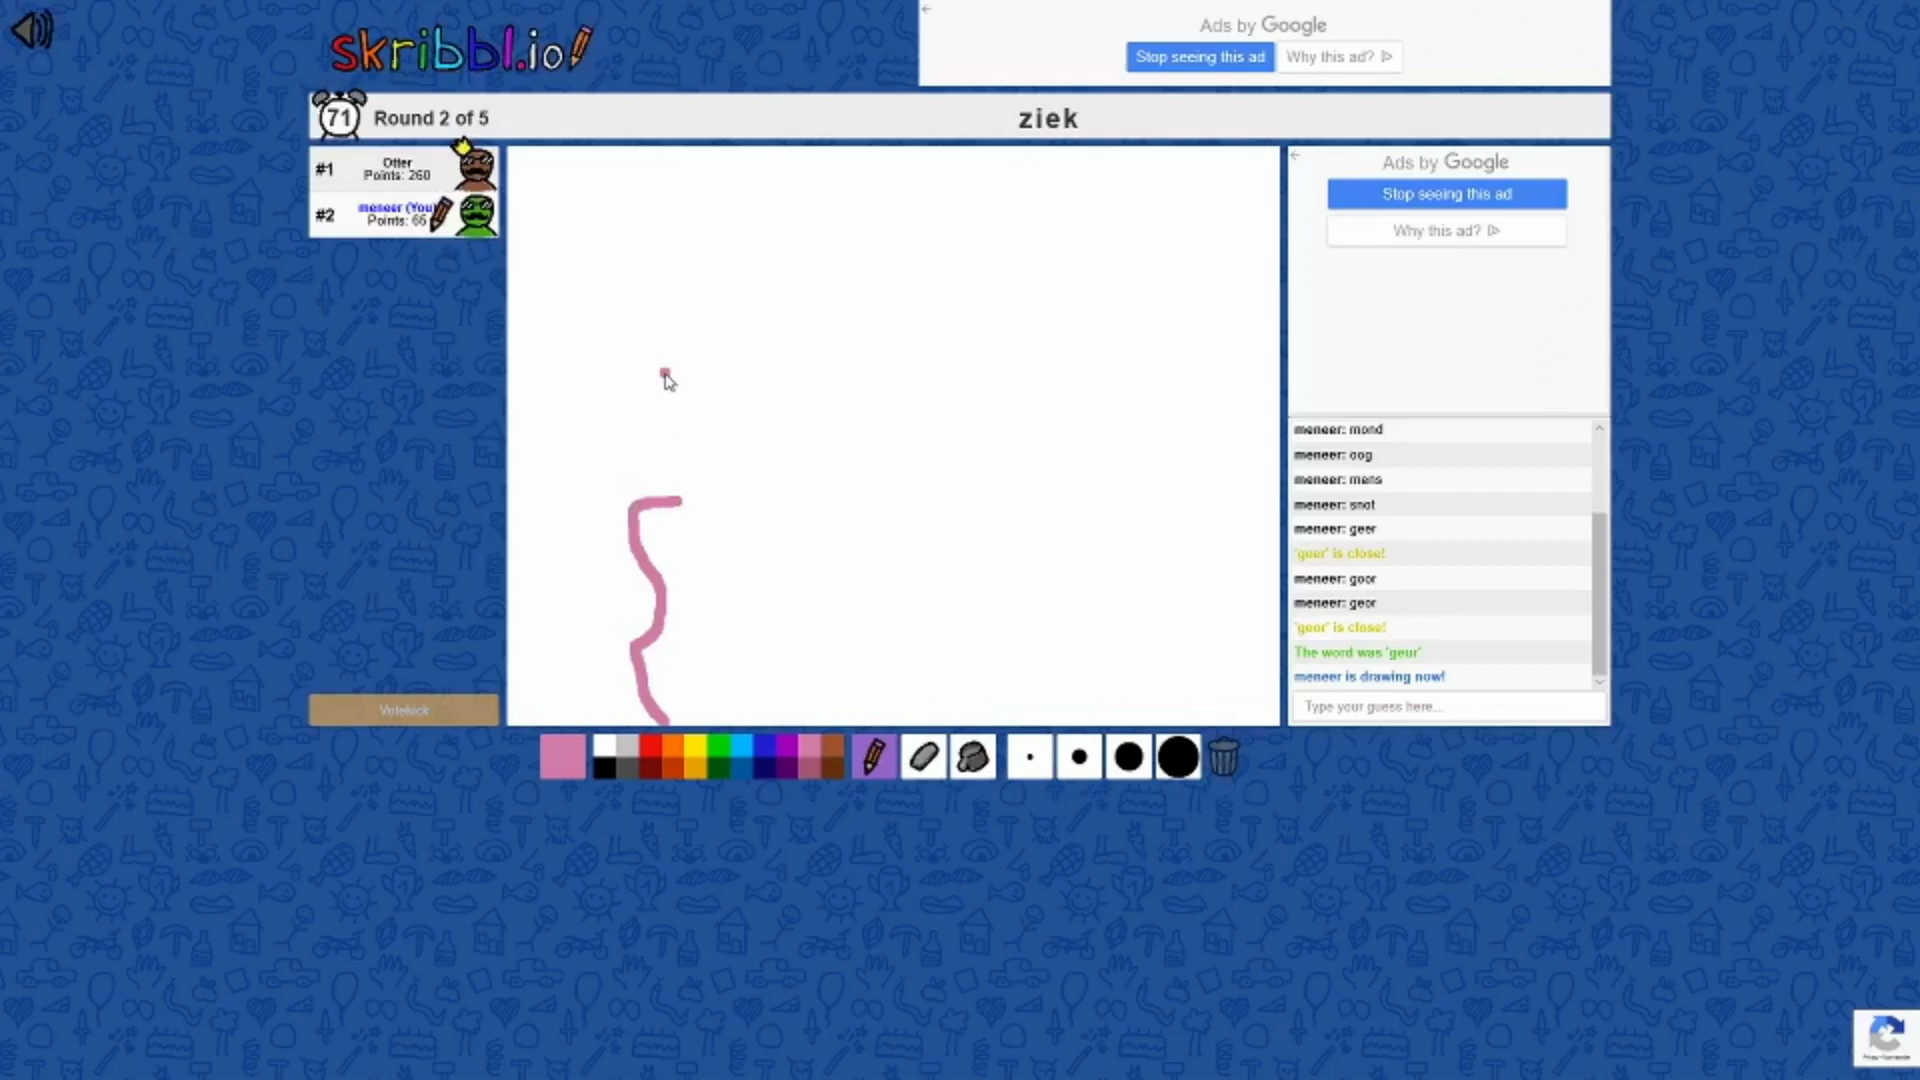 skribbl.io
Ads by Google
Stop seeing this ad
Why this ad?
71
Round 2 of 5
ziek
#1
Otter
Points: 260
#2
meneer (You)
Points: 65
Ads by Google
Stop seeing this ad
Why this ad?
meneer: mond
meneer: oog
meneer: mens
meneer: snot
meneer: geer
'geer' is close!
meneer: goor
meneer: geor
'geor' is close!
The word was 'geur'
meneer is drawing now!
Type your guess here...
Votekick